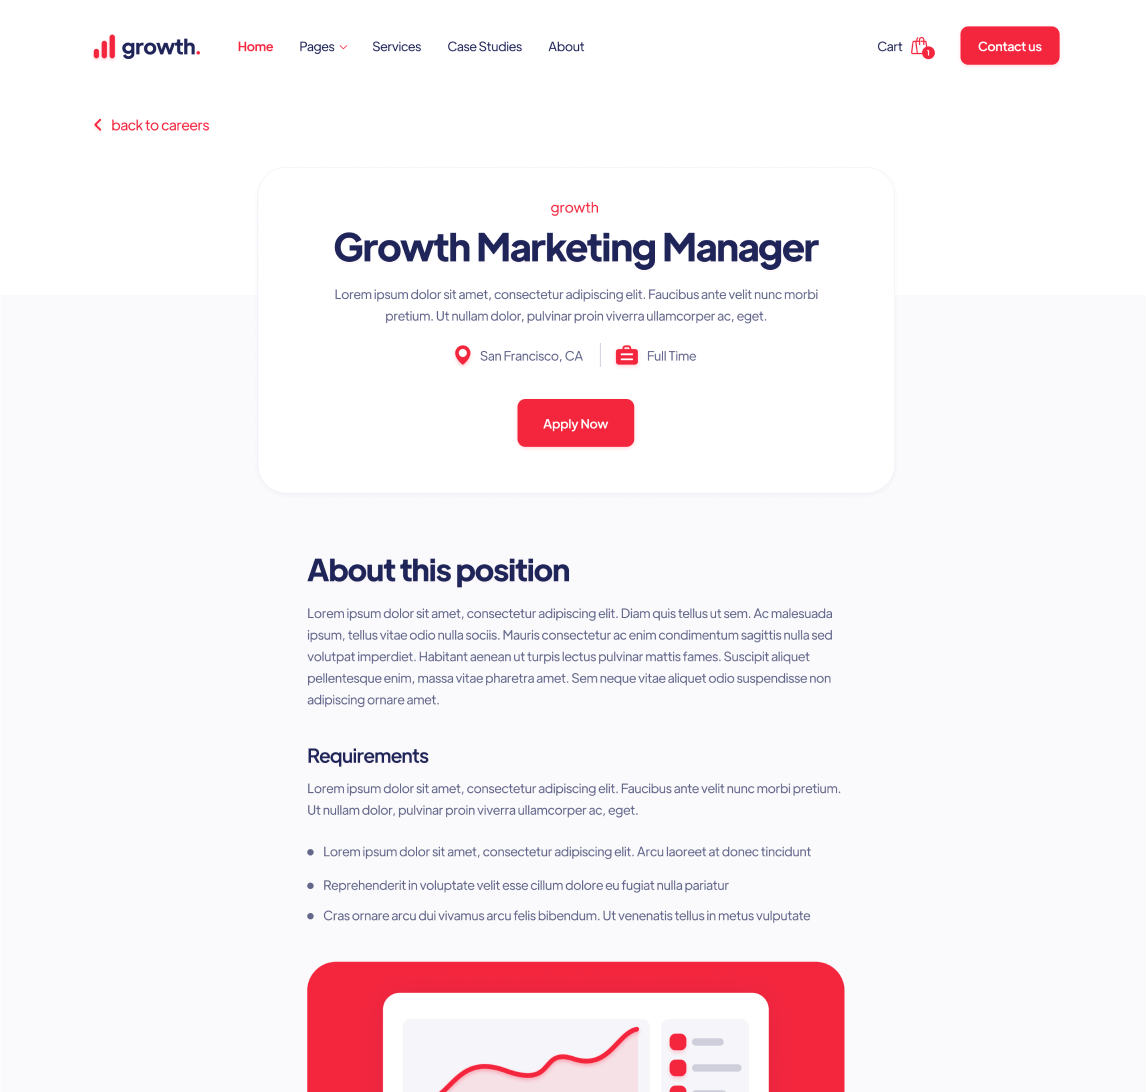 growth.
Home
Pages
Services
Case Studies
About
Cart
1
Contact us
back to careers
growth
Growth Marketing Manager
Lorem ipsum dolor sit amet, consectetur adipiscing elit. Faucibus ante velit nunc morbi
pretium. Ut nullam dolor, pulvinar proin viverra ullamcorper ac, eget.
San Francisco, CA
Full Time
Apply Now
About this position
Lorem ipsum dolor sit amet, consectetur adipiscing elit. Diam quis tellus ut sem. Ac malesuada
ipsum, tellus vitae odio nulla sociis. Mauris consectetur ac enim condimentum sagittis nulla sed
volutpat imperdiet. Habitant aenean ut turpis lectus pulvinar mattis fames. Suscipit aliquet
pellentesque enim, massa vitae pharetra amet. Sem neque vitae aliquet odio suspendisse non
adipiscing ornare amet.
Requirements
Lorem ipsum dolor sit amet, consectetur adipiscing elit. Faucibus ante velit nunc morbi pretium.
Ut nullam dolor, pulvinar proin viverra ullamcorper ac, eget.
Lorem ipsum dolor sit amet, consectetur adipiscing elit. Arcu laoreet at donec tincidunt
Reprehenderit in voluptate velit esse cillum dolore eu fugiat nulla pariatur
Cras ornare arcu dui vivamus arcu felis bibendum. Ut venenatis tellus in metus vulputate